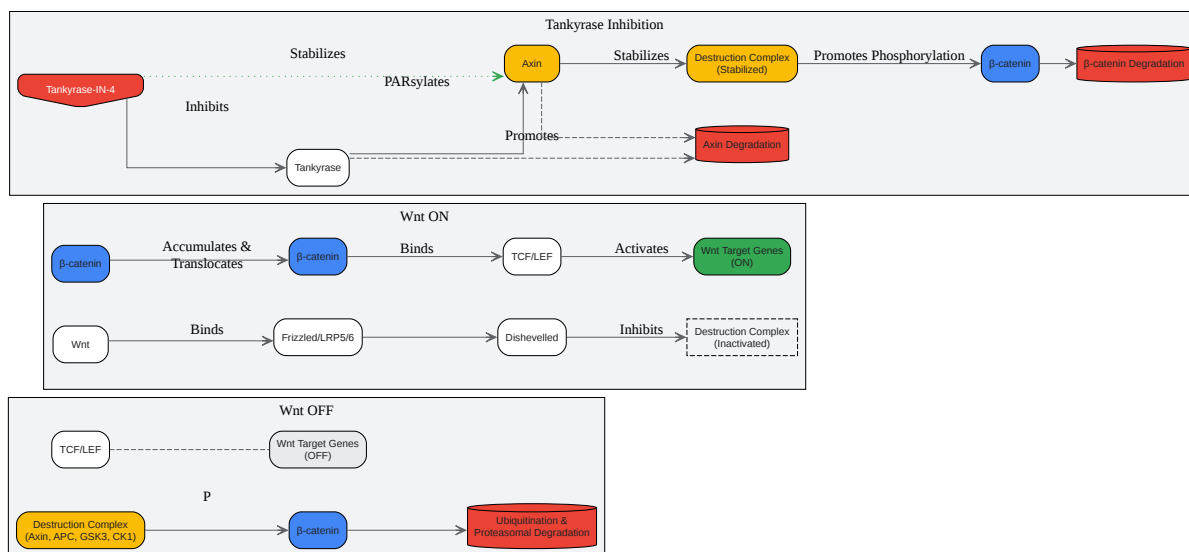 Tankyrase Inhibition
Stabilizes
Axin
Stabilizes
Destruction Complex
(Stabilized)
Promotes Phosphorylation
β-catenin
β-catenin Degradation
Tankyrase-IN-4
PARsylates
Inhibits
Promotes
Axin Degradation
Tankyrase
Wnt ON
β-catenin
Accumulates &
Translocates
β-catenin
Binds
TCF/LEF
Activates
Wnt Target Genes
(ON)
Wnt
Binds
Frizzled/LRP5/6
Dishevelled
Inhibits
Destruction Complex
(Inactivated)
Wnt OFF
TCF/LEF
Wnt Target Genes
(OFF)
P
Destruction Complex
(Axin, APC, GSK3, CK1)
β-catenin
Ubiquitination &
Proteasomal Degradation